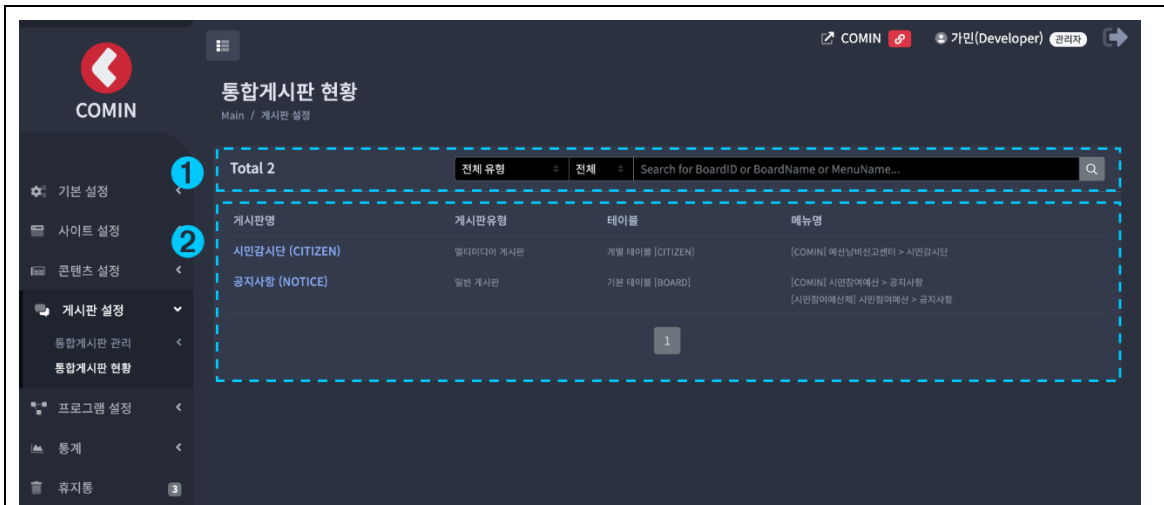 COMIN
COMIN 가민(Developer) 관리자
통합게시판 현황
Main / 게시판 설정
1
Total 2 전체 유형 전체 Search for BoardID or BoardName or MenuName...
2
게시판명 게시판유형 테이블 메뉴명
시민감시단 (CITIZEN) 멀티미디어 게시판 개별 테이블 [CITIZEN] [COMIN] 예산낭비신고센터 > 시민감시단
공지사항 (NOTICE) 일반 게시판 기본 테이블 [BOARD] [COMIN] 시민참여예산 > 공지사항
[시민참여예산제] 시민참여예산 > 공지사항
1
기본 설정
사이트 설정
콘텐츠 설정
게시판 설정
통합게시판 관리
통합게시판 현황
프로그램 설정
통계
휴지통 3